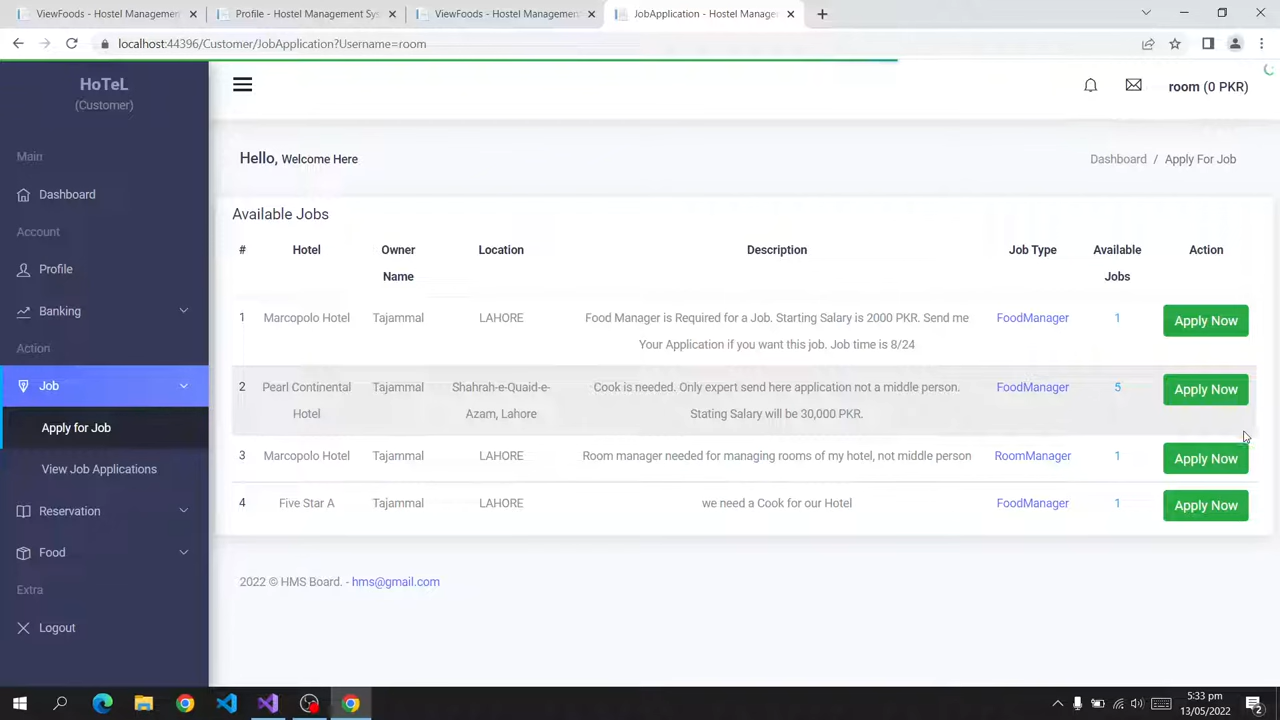 ViewFoods - Hostel Management
Profile - Hostel Management Sys
ViewFoods - Hostel Management
JobApplication - Hostel Manage
localhost:44396/Customer/JobApplication?Username=room
HoTeL
(Customer)
room (0 PKR)
Main
Dashboard
Account
Profile
Banking
Action
Job
Apply for Job
View Job Applications
Reservation
Food
Extra
Logout
Hello, Welcome Here
Dashboard / Apply For Job
Available Jobs
# Hotel Owner Name Location Description Job Type Available Jobs Action
1 Marcopolo Hotel Tajammal LAHORE Food Manager is Required for a Job. Starting Salary is 2000 PKR. Send me FoodManager 1 Apply Now
Your Application if you want this job. Job time is 8/24
2 Pearl Continental Tajammal Shahrah-e-Quaid-e- Cook is needed. Only expert send here application not a middle person. FoodManager 5 Apply Now
Hotel Azam, Lahore Stating Salary will be 30,000 PKR.
3 Marcopolo Hotel Tajammal LAHORE Room manager needed for managing rooms of my hotel, not middle person RoomManager 1 Apply Now
4 Five Star A Tajammal LAHORE we need a Cook for our Hotel FoodManager 1 Apply Now
2022 © HMS Board. - hms@gmail.com
5:33 pm
13/05/2022
2